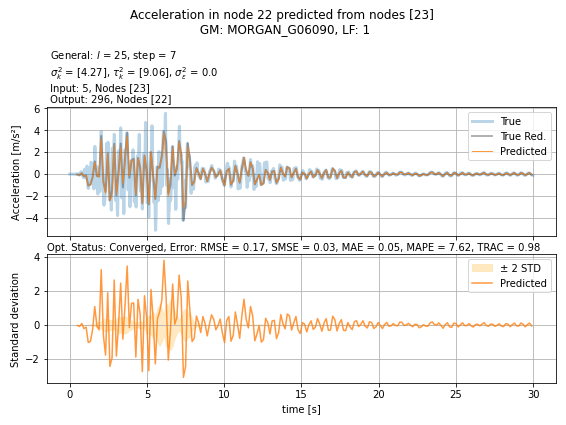 Acceleration in node 22 predicted from nodes [23]
GM: MORGAN_G06090, LF: 1
General: l = 25, step = 7
σ²ₖ = [4.27], τ²ₖ = [9.06], σ²ε = 0.0
Input: 5, Nodes [23]
Output: 296, Nodes [22]
Acceleration [m/s²]
6
4
2
0
−2
−4
True
True Red.
Predicted
Opt. Status: Converged, Error: RMSE = 0.17, SMSE = 0.03, MAE = 0.05, MAPE = 7.62, TRAC = 0.98
Standard deviation
4
2
0
−2
± 2 STD
Predicted
0 5 10 15 20 25 30
time [s]